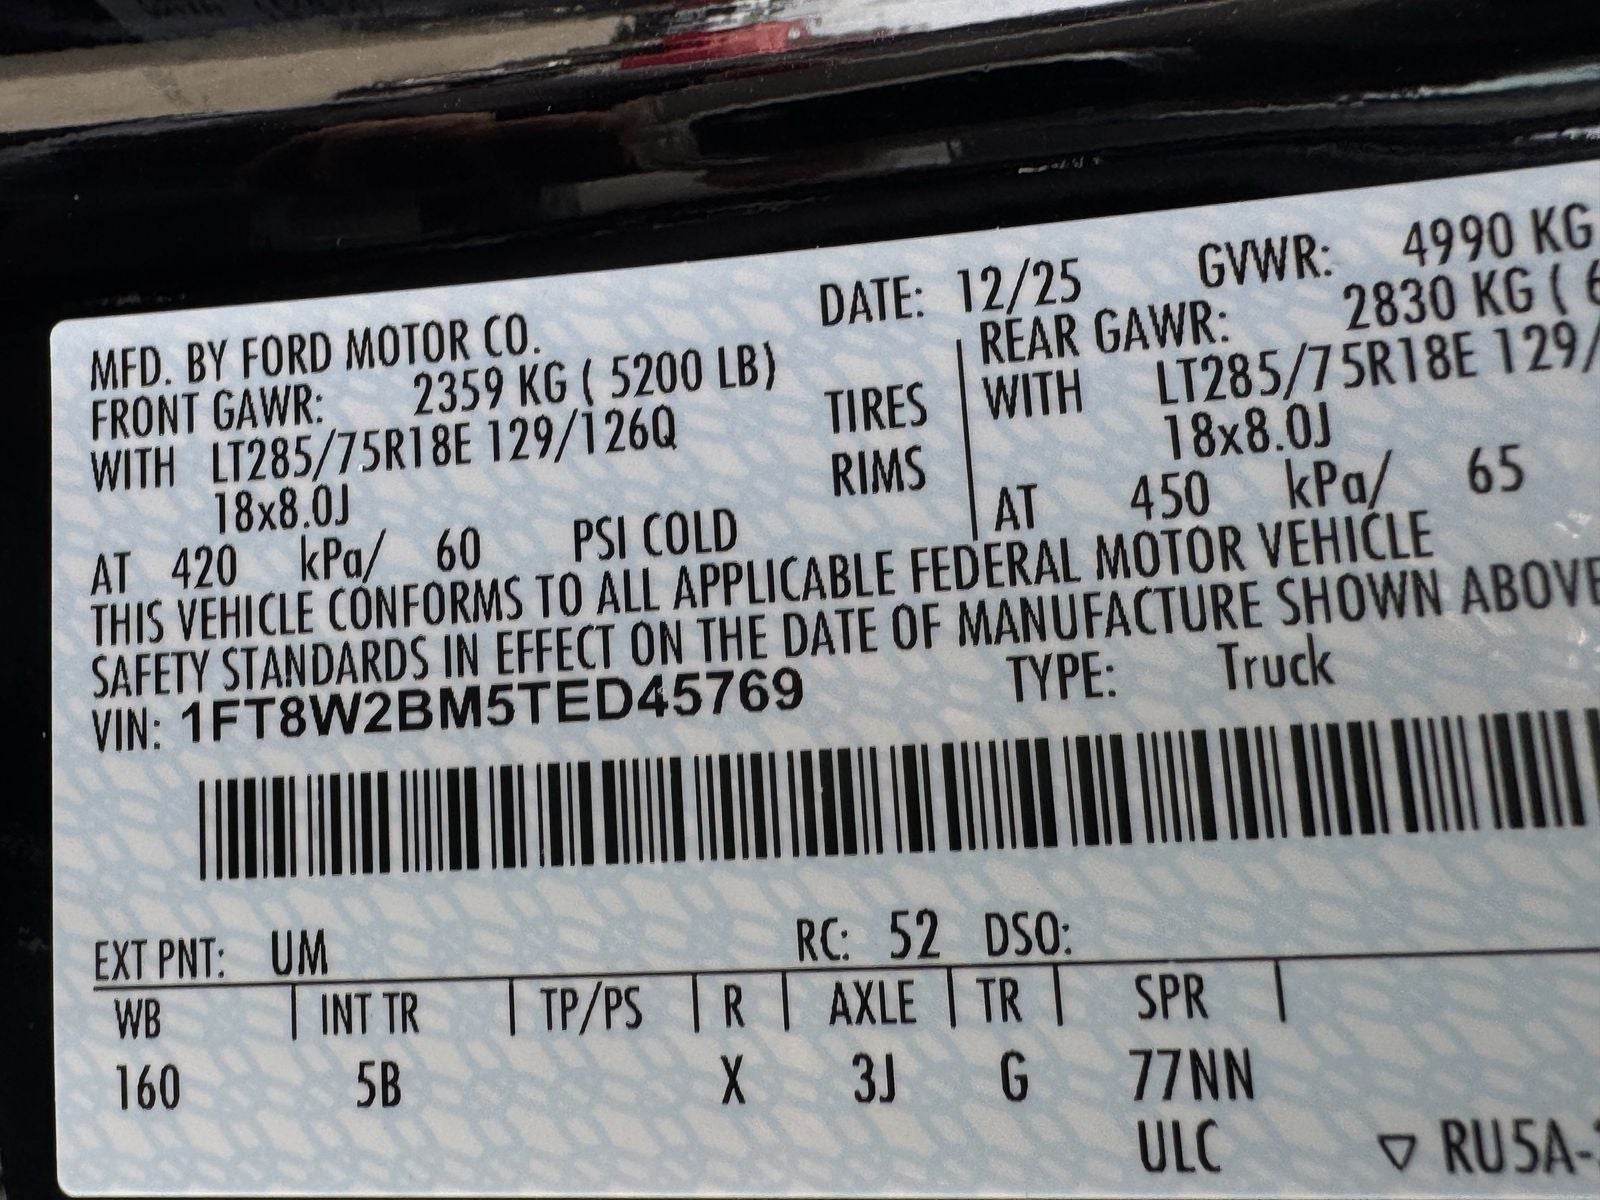 DATE: 12/25 GVWR: 4990 KG
MFD. BY FORD MOTOR CO.
FRONT GAWR: 2359 KG ( 5200 LB) REAR GAWR: 2830 KG (
WITH LT285/75R18E 129/126Q TIRES WITH LT285/75R18E 129/
18x8.0J RIMS 18x8.0J
AT 420 kPa/ 60 PSI COLD AT 450 kPa/ 65
THIS VEHICLE CONFORMS TO ALL APPLICABLE FEDERAL MOTOR VEHICLE
SAFETY STANDARDS IN EFFECT ON THE DATE OF MANUFACTURE SHOWN ABOVE
VIN: 1FT8W2BM5TED45769 TYPE: Truck
EXT PNT: UM RC: 52 DSO:
WB | INT TR | TP/PS | R | AXLE | TR | SPR |
160 5B X 3J G 77NN
ULC ▽ RU5A-